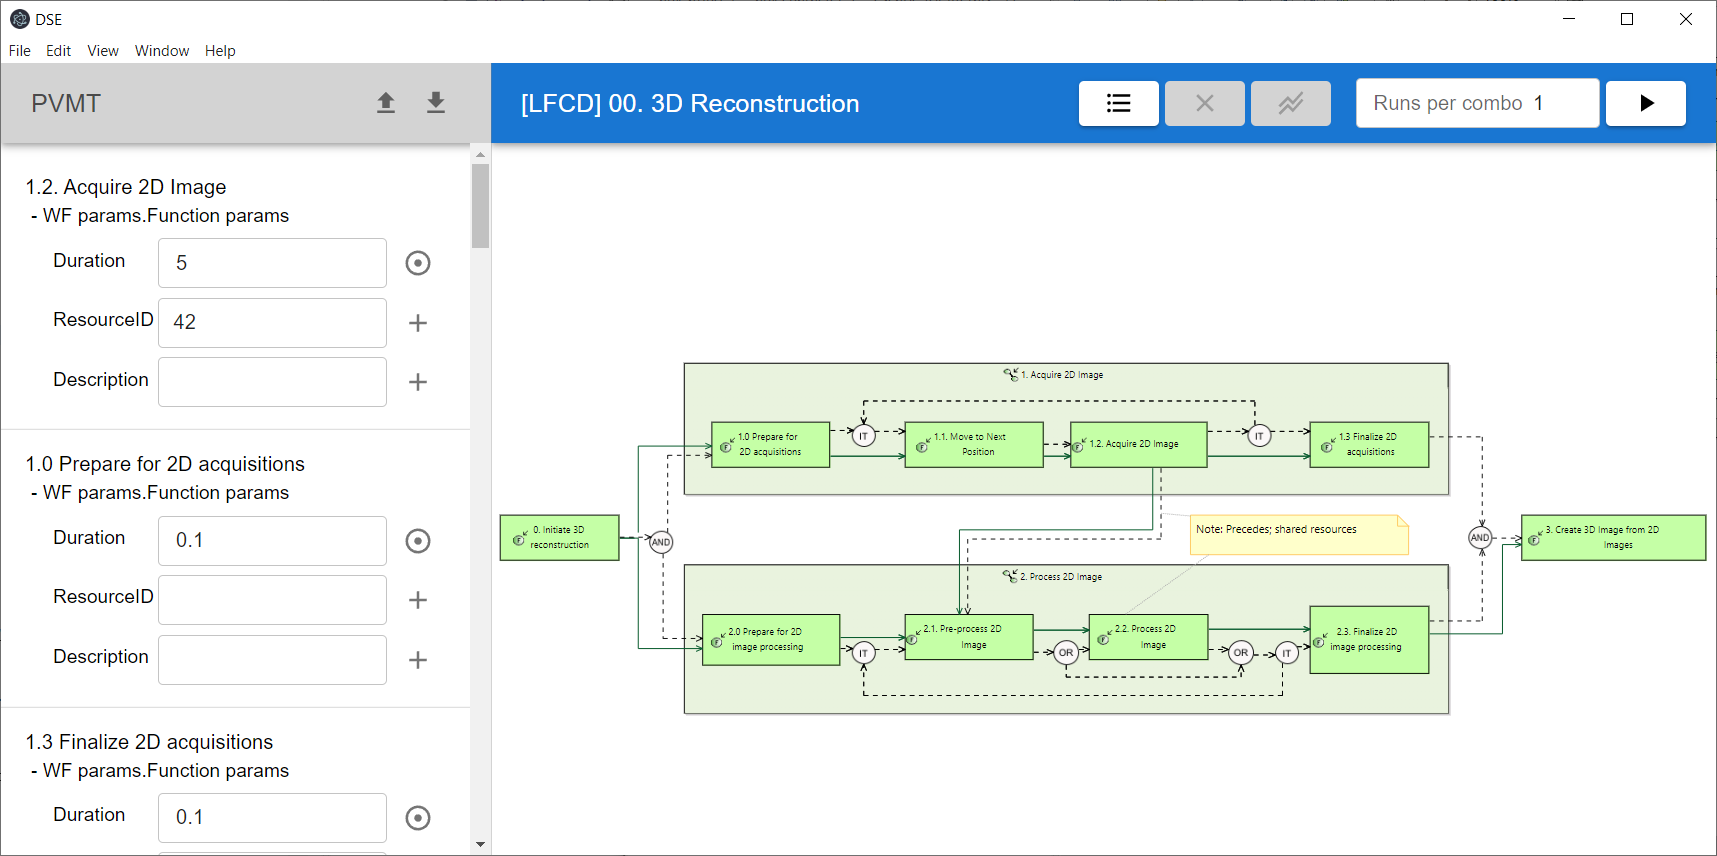 DSE
File Edit View Window Help
PVMT
[LFCD] 00. 3D Reconstruction
Runs per combo 1
1.2. Acquire 2D Image
- WF params.Function params
Duration 5
ResourceID 42
Description
1.0 Prepare for 2D acquisitions
- WF params.Function params
Duration 0.1
ResourceID
Description
1.3 Finalize 2D acquisitions
- WF params.Function params
Duration 0.1
1. Acquire 2D Image
1.0 Prepare for
2D acquisitions
IT
1.1. Move to Next
Position
1.2. Acquire 2D Image
IT
1.3 Finalize 2D
acquisitions
0. Initiate 3D
reconstruction
AND
Note: Precedes; shared resources
AND
3. Create 3D Image from 2D
Images
2. Process 2D Image
2.0 Prepare for 2D
image processing
IT
2.1. Pre-process 2D
Image
OR
2.2. Process 2D
Image
OR
IT
2.3. Finalize 2D
image processing